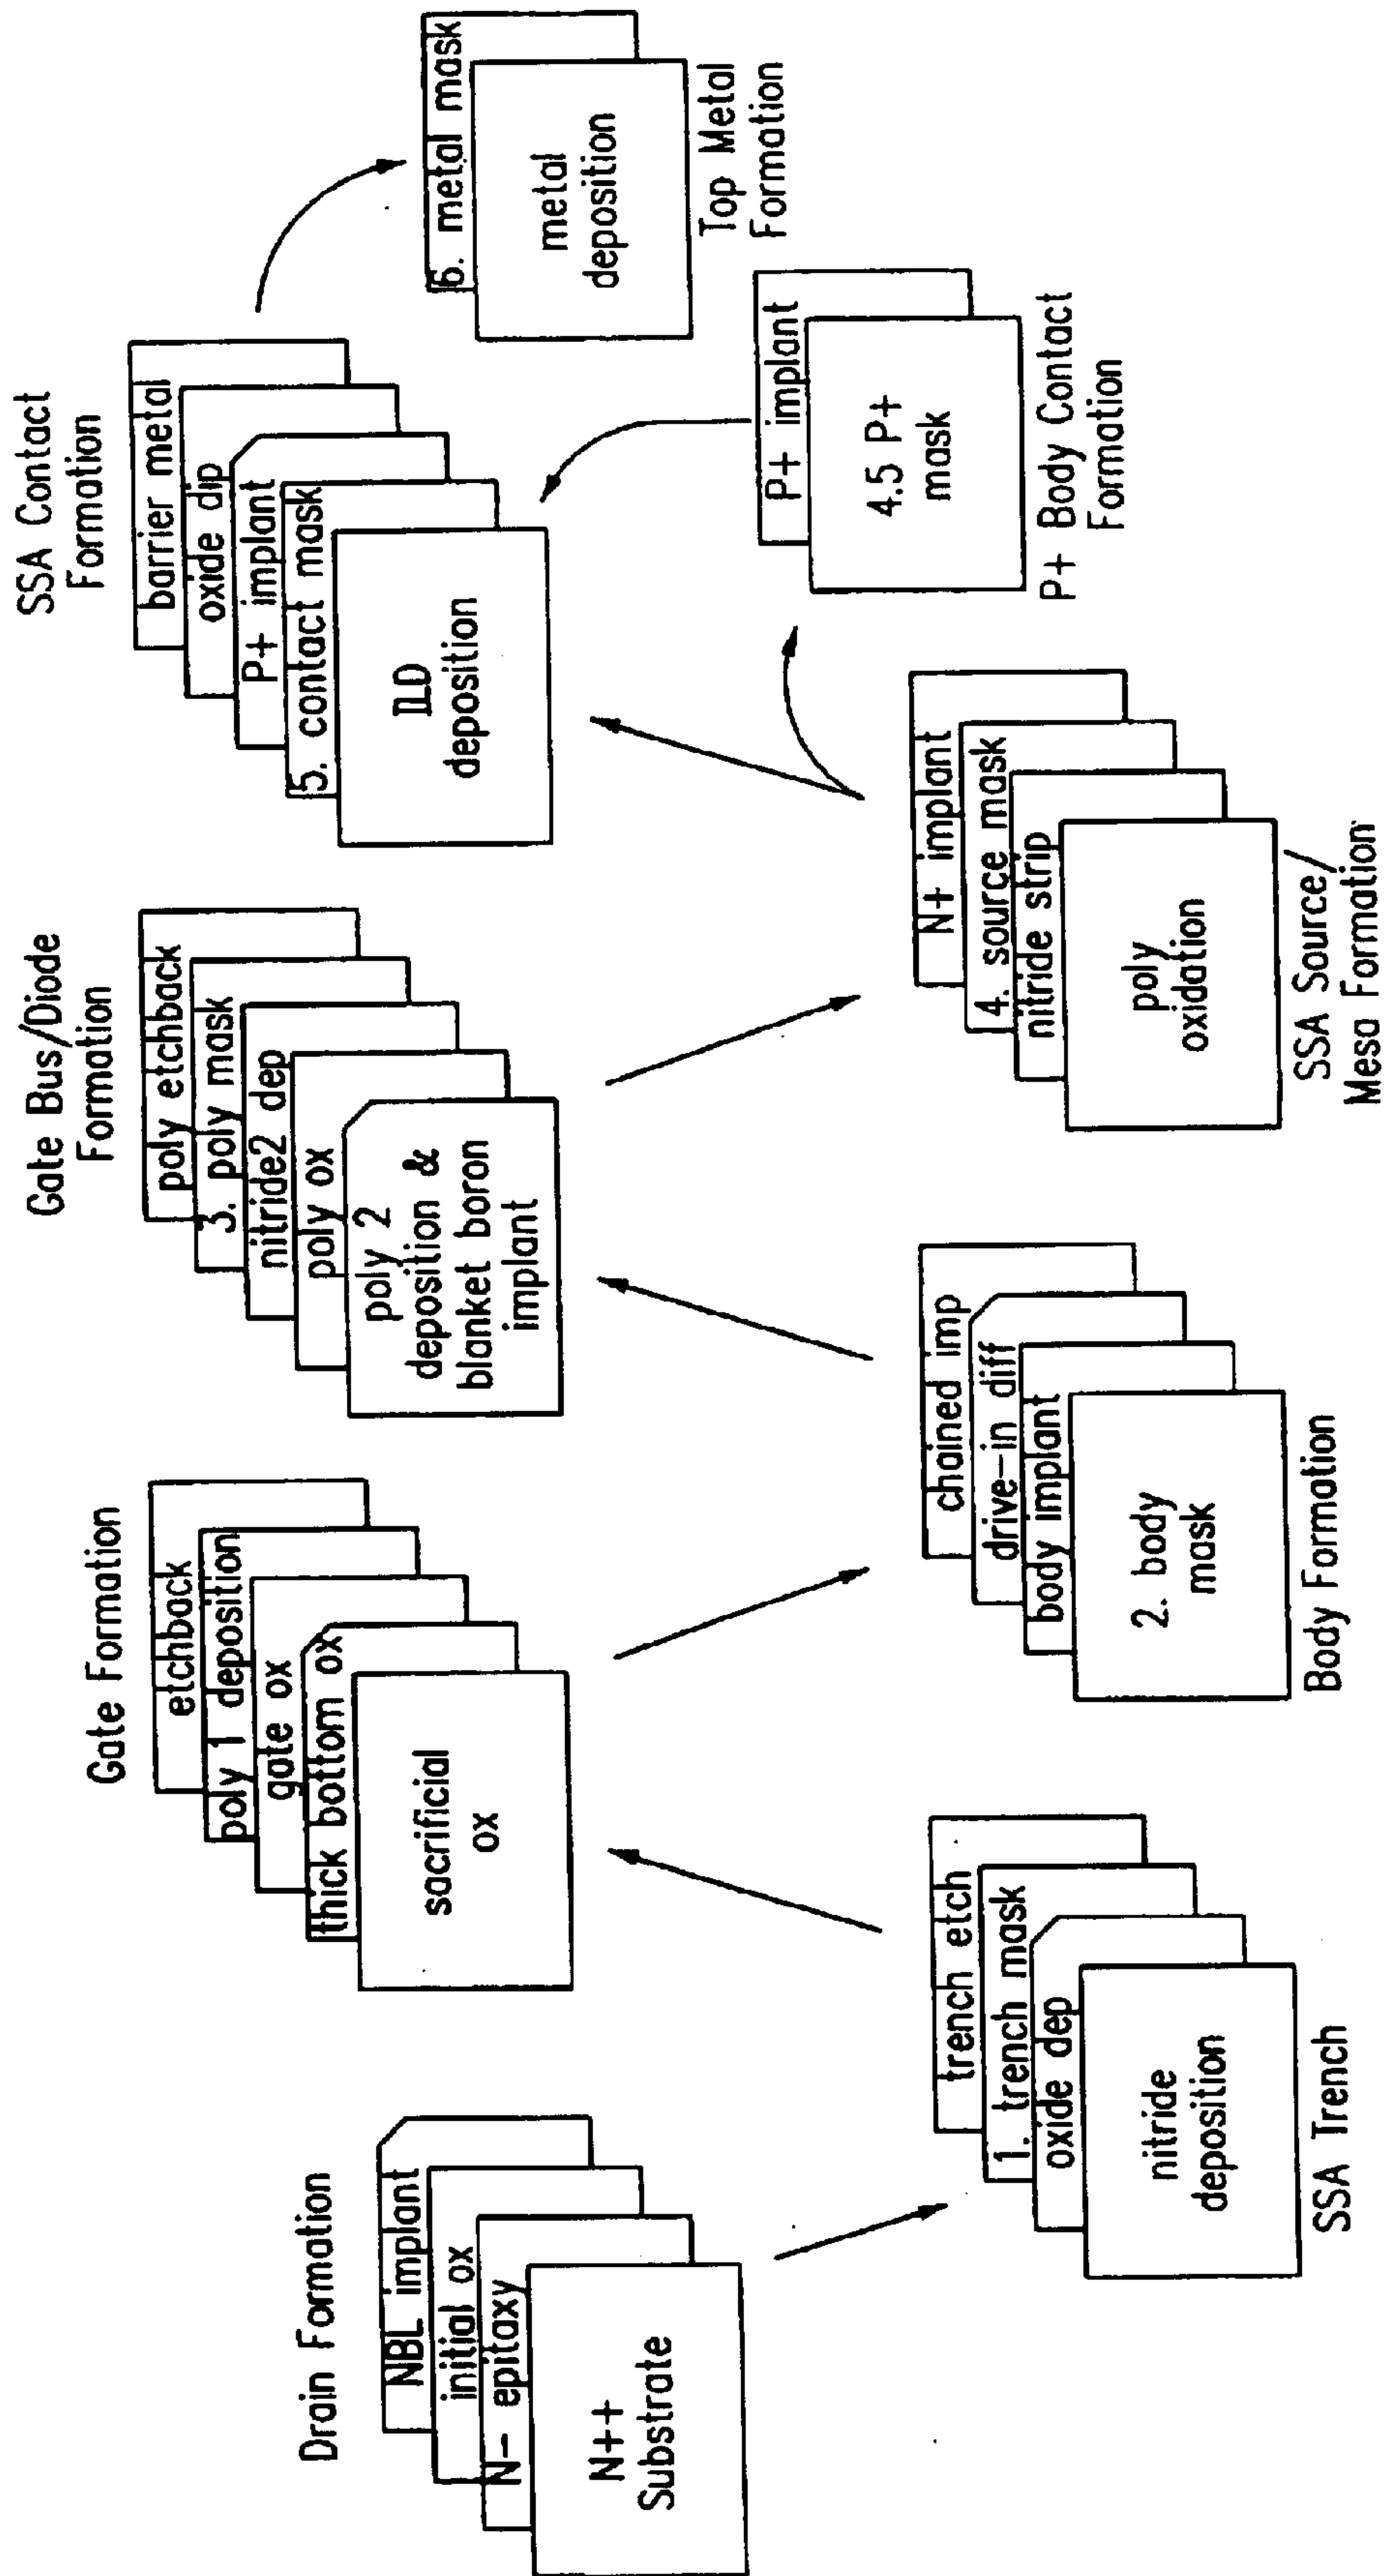 Drain Formation
NBL implant
initial ox
N- epitaxy
N++
Substrate
SSA Trench
trench etch
1. trench mask
oxide dep
nitride
deposition
Gate Formation
etchback
poly 1 deposition
gate ox
thick bottom ox
sacrificial
ox
Body Formation
chained imp
drive-in diff
body implant
2. body
mask
Gate Bus/Diode
Formation
poly etchback
3. poly mask
nitride2 dep
poly ox
poly 2
deposition &
blanket boron
implant
SSA Source/
Mesa Formation
N+ implant
4. source mask
nitride strip
poly
oxidation
SSA Contact
Formation
barrier metal
oxide dip
P+ implant
5. contact mask
ILD
deposition
P+ Body Contact
Formation
P+ implant
4.5 P+
mask
Top Metal
Formation
6. metal mask
metal
deposition